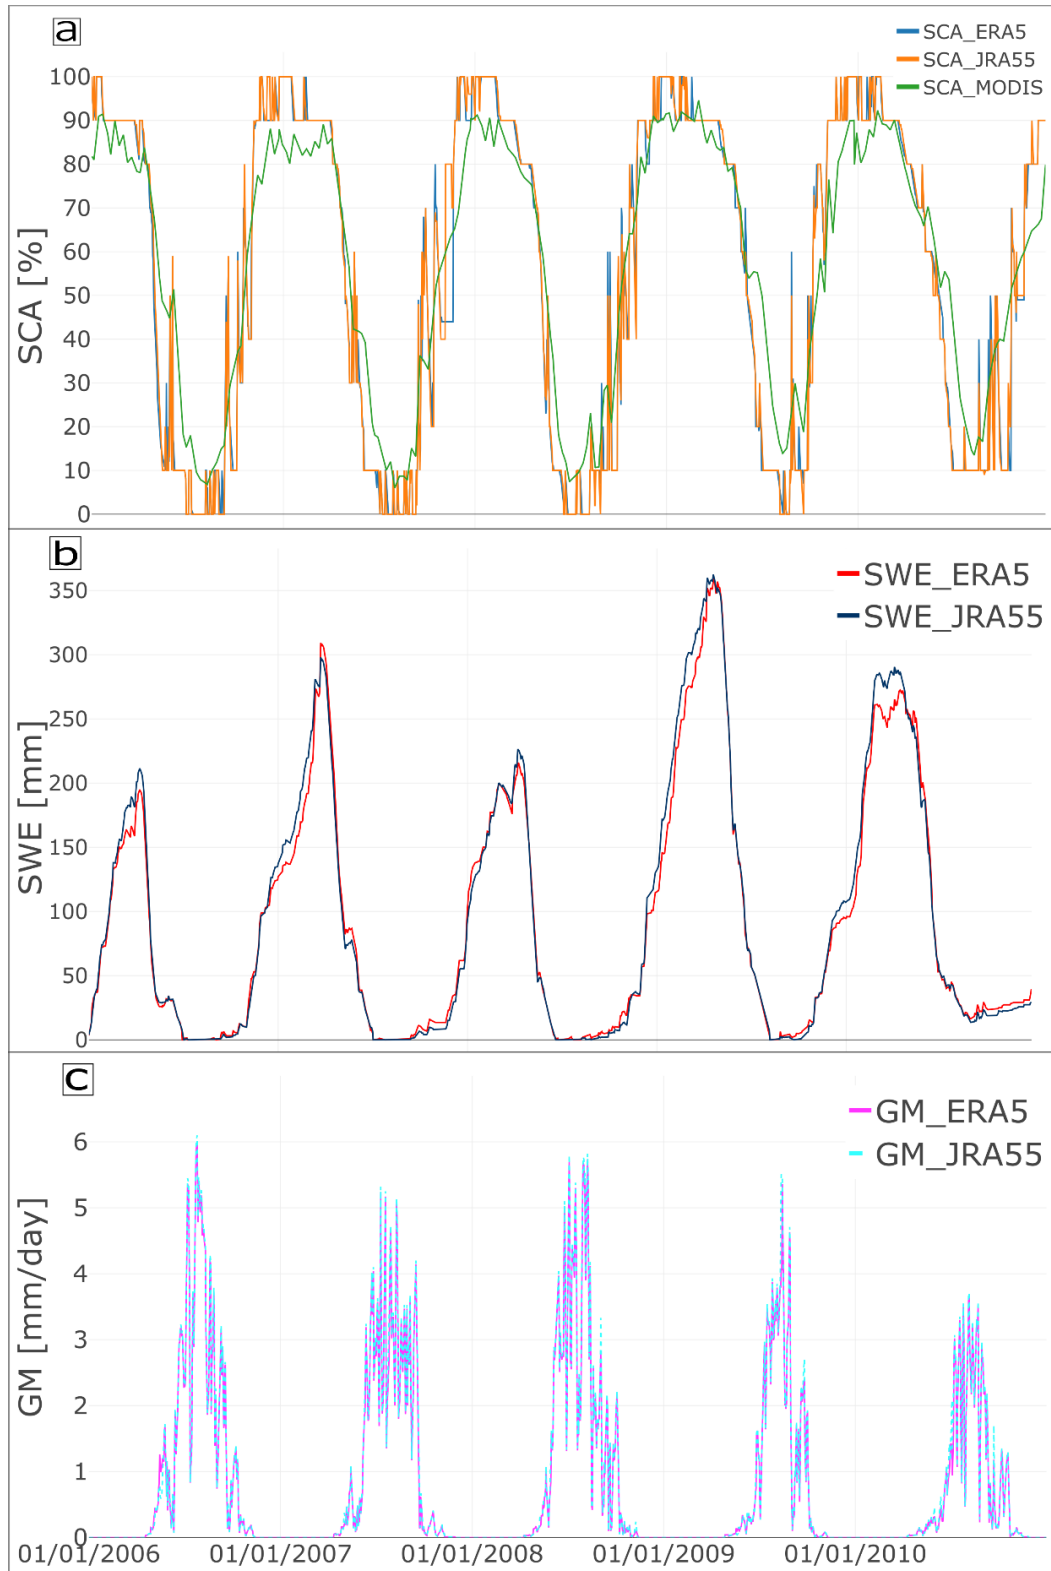 a
SCA_ERA5
SCA_JRA55
SCA_MODIS
100
90
80
70
60
50
40
30
20
10
0
SCA [%]
b
SWE_ERA5
SWE_JRA55
350
300
250
200
150
100
50
0
SWE [mm]
c
GM_ERA5
GM_JRA55
6
5
4
3
2
1
0
GM [mm/day]
01/01/2006 01/01/2007 01/01/2008 01/01/2009 01/01/2010